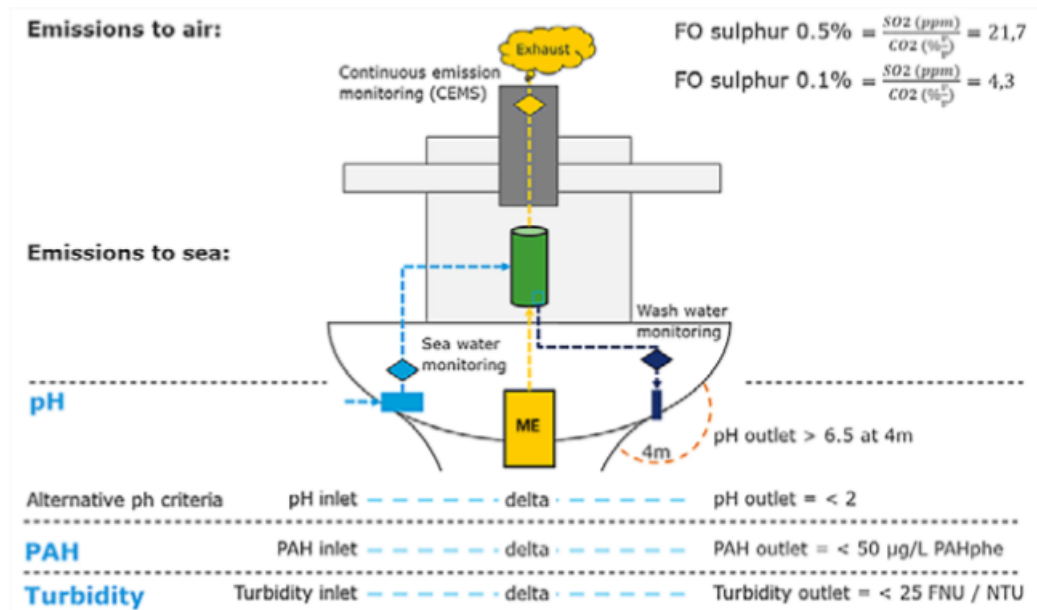 Emissions to air:
Exhaust
Continuous emission
monitoring (CEMS)
FO sulphur 0.5% = SO2 (ppm) / CO2 (% v/v) = 21,7
FO sulphur 0.1% = SO2 (ppm) / CO2 (% v/v) = 4,3
Emissions to sea:
Wash water
monitoring
Sea water
monitoring
pH
ME
4m
pH outlet > 6.5 at 4m
Alternative ph criteria pH inlet delta pH outlet = < 2
PAH PAH inlet delta PAH outlet = < 50 µg/L PAHphe
Turbidity Turbidity inlet delta Turbidity outlet = < 25 FNU / NTU